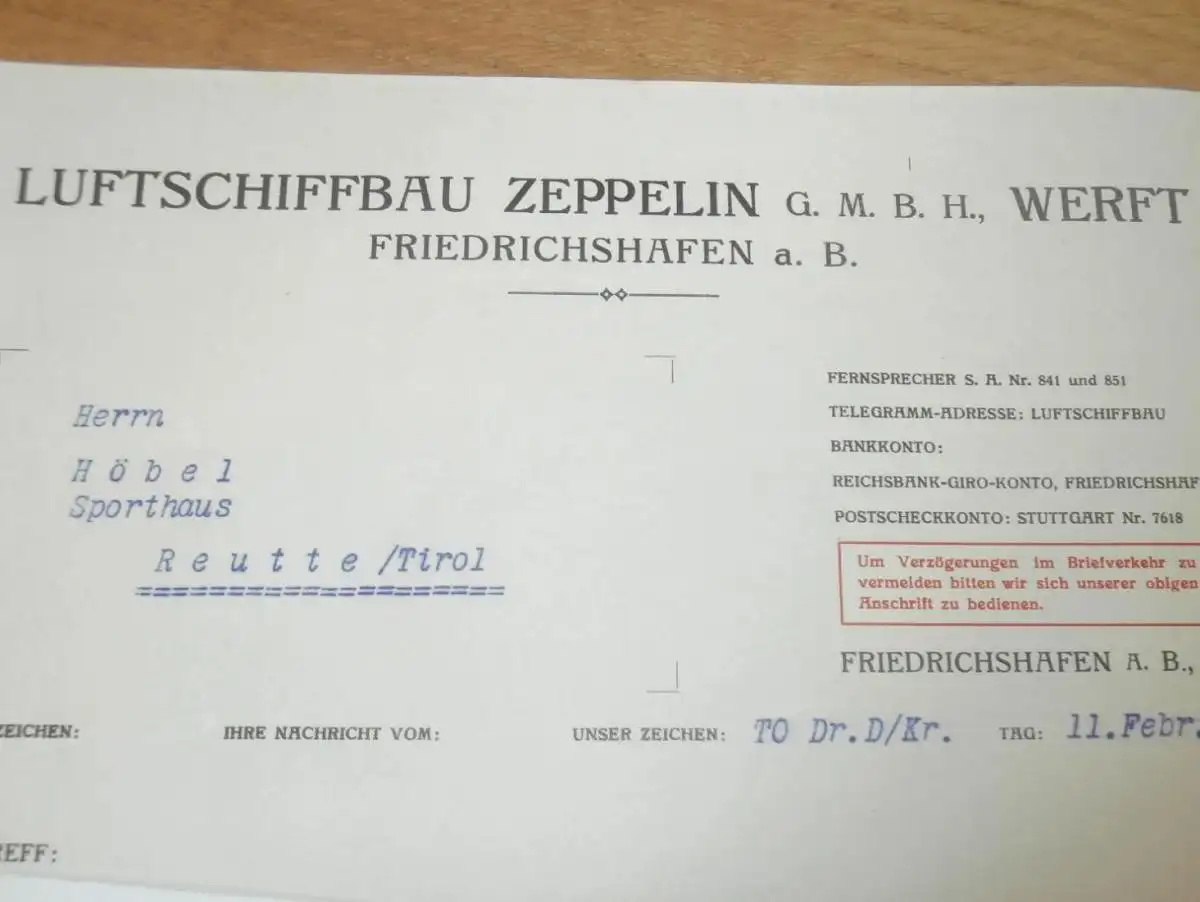 LUFTSCHIFFBAU ZEPPELIN G. M. B. H., WERFT
FRIEDRICHSHAFEN a. B.
Herrn
H ö b e l
Sporthaus
R e u t t e /Tirol
====================
FERNSPRECHER S. A. Nr. 841 und 851
TELEGRAMM-ADRESSE: LUFTSCHIFFBAU
BANKKONTO:
REICHSBANK-GIRO-KONTO, FRIEDRICHSHAF
POSTSCHECKKONTO: STUTTGART Nr. 7618
Um Verzögerungen im Briefverkehr zu
vermeiden bitten wir sich unserer obigen
Anschrift zu bedienen.
FRIEDRICHSHAFEN A. B.,
ZEICHEN: IHRE NACHRICHT VOM: UNSER ZEICHEN: TO Dr.D/Kr. TAG: 11.Febr.
REFF: